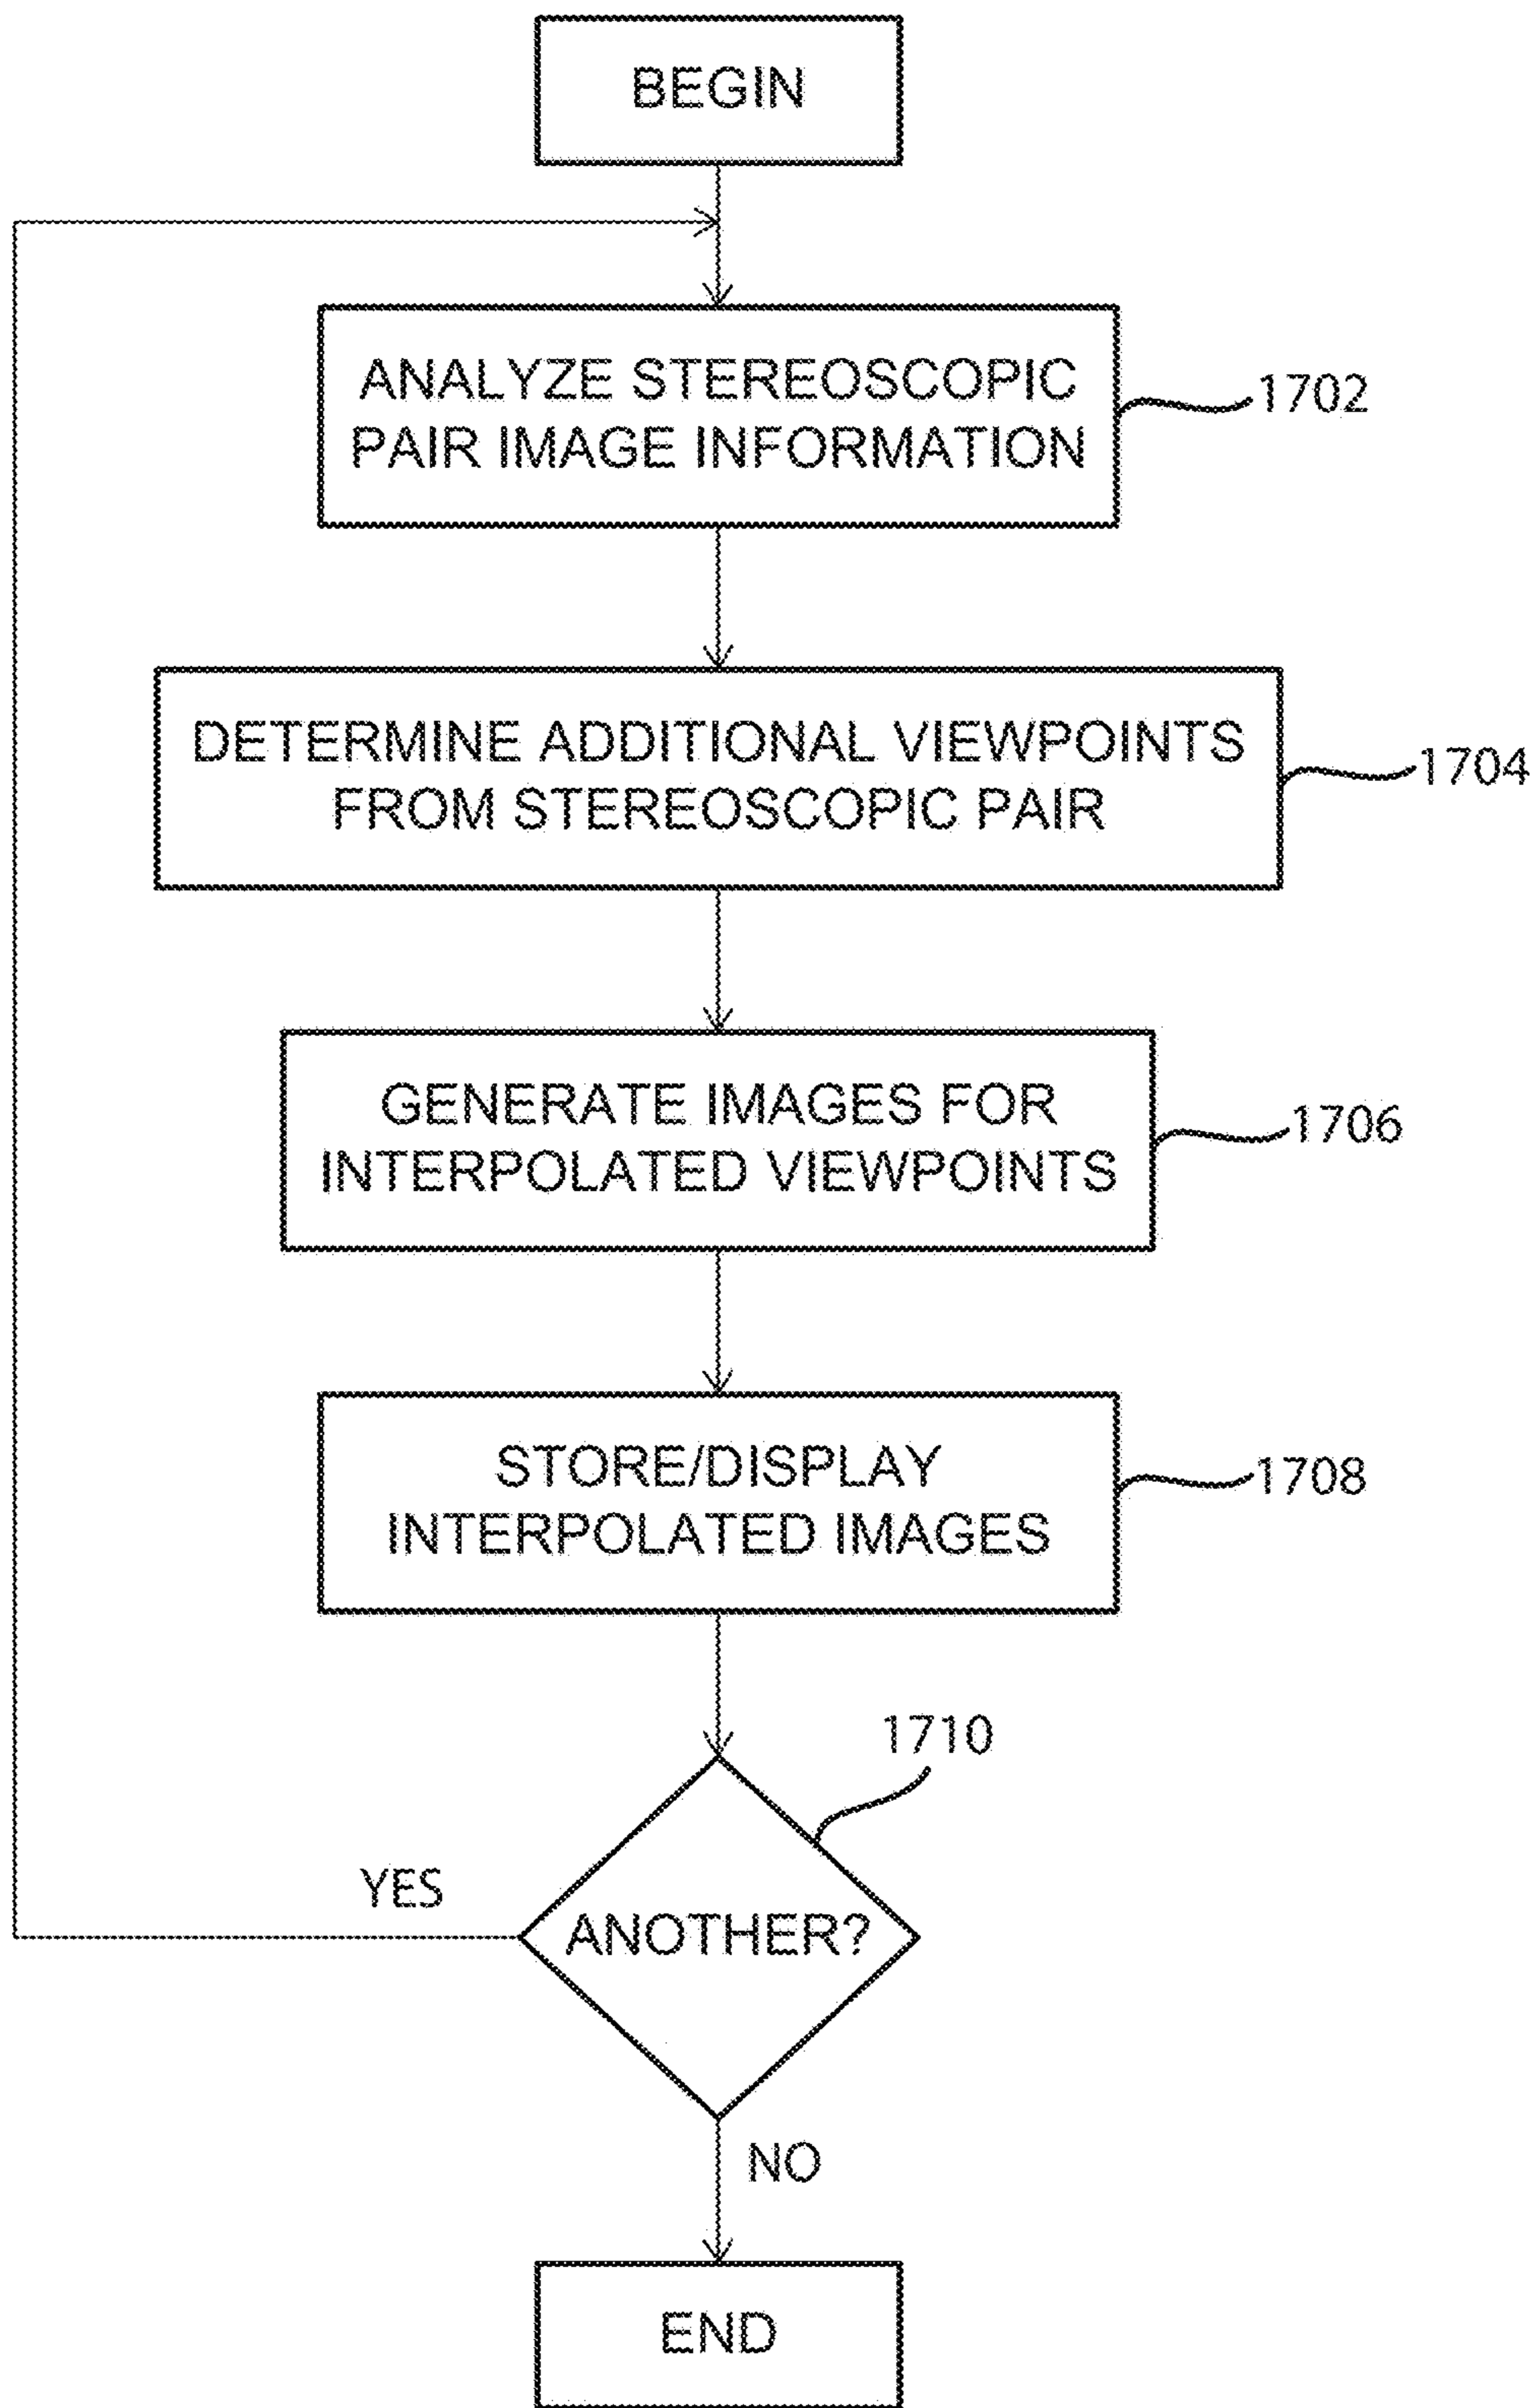 BEGIN
ANALYZE STEREOSCOPIC
PAIR IMAGE INFORMATION
1702
DETERMINE ADDITIONAL VIEWPOINTS
FROM STEREOSCOPIC PAIR
1704
GENERATE IMAGES FOR
INTERPOLATED VIEWPOINTS
1706
STORE/DISPLAY
INTERPOLATED IMAGES
1708
1710
YES
ANOTHER?
NO
END